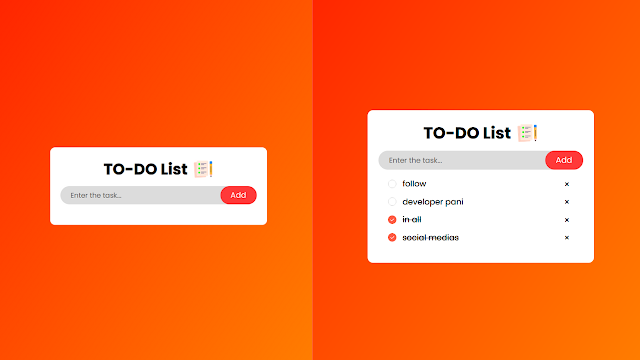 TO-DO List
Enter the task...
Add
TO-DO List
Enter the task...
Add
follow
developer pani
in all
social medias